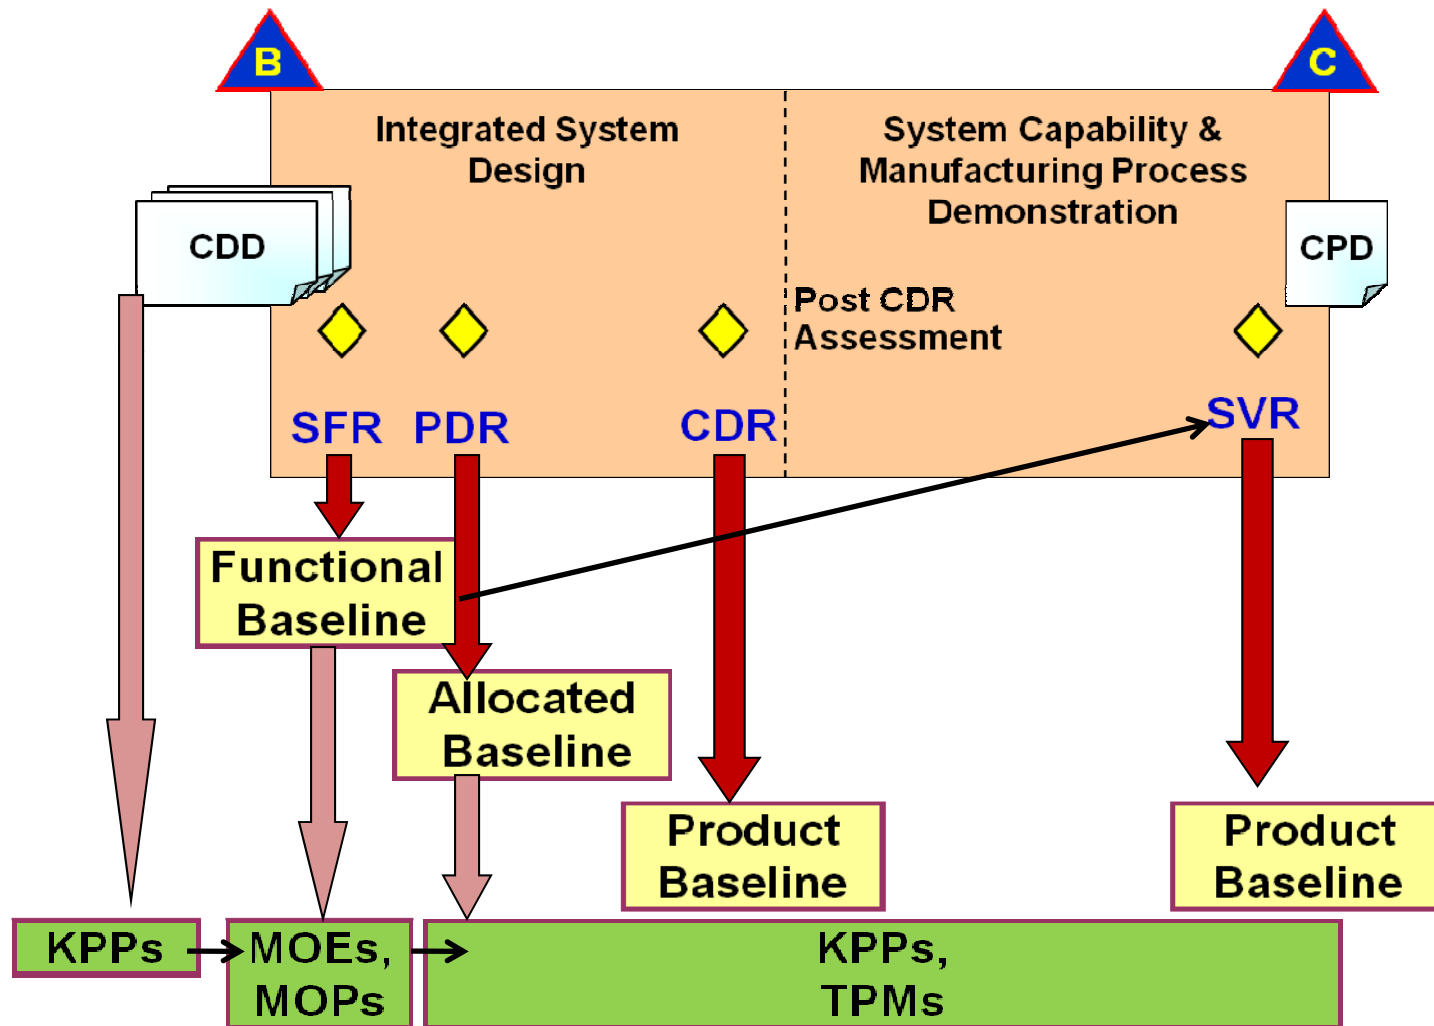 B
C
Integrated System
Design
System Capability &
Manufacturing Process
Demonstration
CDD
CPD
Post CDR
Assessment
SFR
PDR
CDR
SVR
Functional
Baseline
Allocated
Baseline
Product
Baseline
Product
Baseline
KPPs
MOEs,
MOPs
KPPs,
TPMs